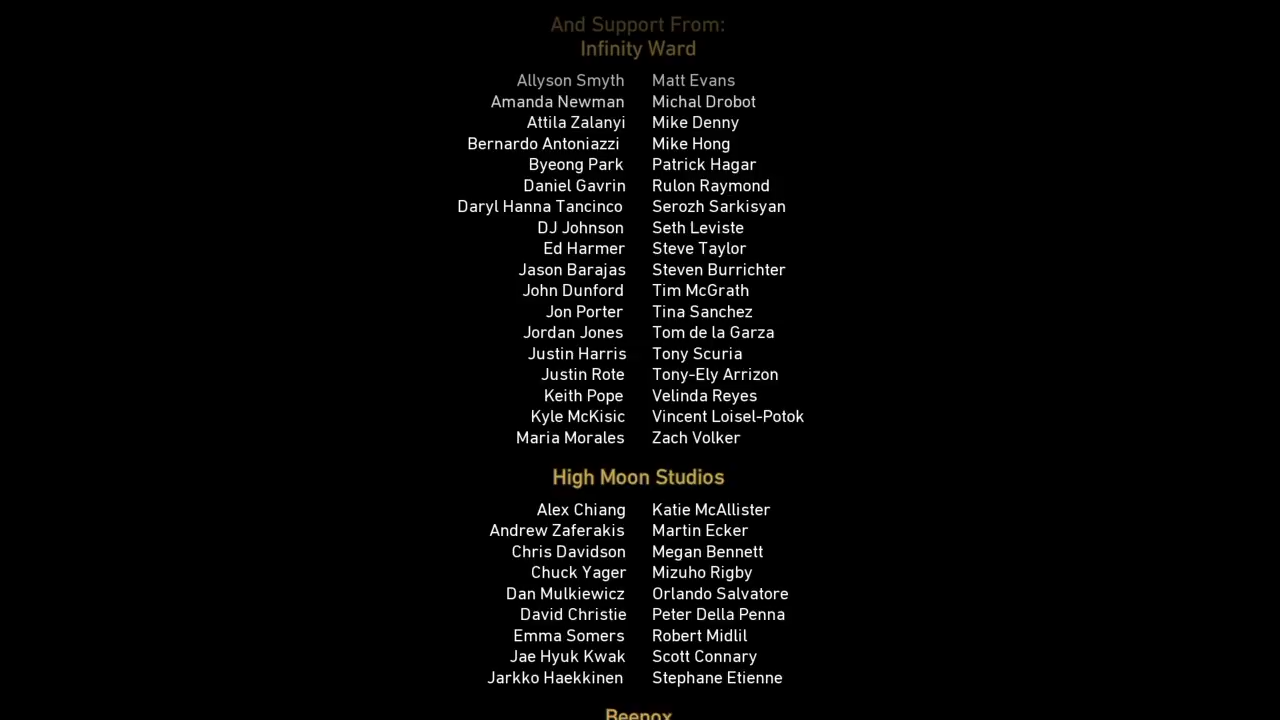 And Support From:
Infinity Ward
Allyson Smyth Matt Evans
Amanda Newman Michal Drobot
Attila Zalanyi Mike Denny
Bernardo Antoniazzi Mike Hong
Byeong Park Patrick Hagar
Daniel Gavrin Rulon Raymond
Daryl Hanna Tancinco Serozh Sarkisyan
DJ Johnson Seth Leviste
Ed Harmer Steve Taylor
Jason Barajas Steven Burrichter
John Dunford Tim McGrath
Jon Porter Tina Sanchez
Jordan Jones Tom de la Garza
Justin Harris Tony Scuria
Justin Rote Tony-Ely Arrizon
Keith Pope Velinda Reyes
Kyle McKisic Vincent Loisel-Potok
Maria Morales Zach Volker
High Moon Studios
Alex Chiang Katie McAllister
Andrew Zaferakis Martin Ecker
Chris Davidson Megan Bennett
Chuck Yager Mizuho Rigby
Dan Mulkiewicz Orlando Salvatore
David Christie Peter Della Penna
Emma Somers Robert Midlil
Jae Hyuk Kwak Scott Connary
Jarkko Haekkinen Stephane Etienne
Beenox